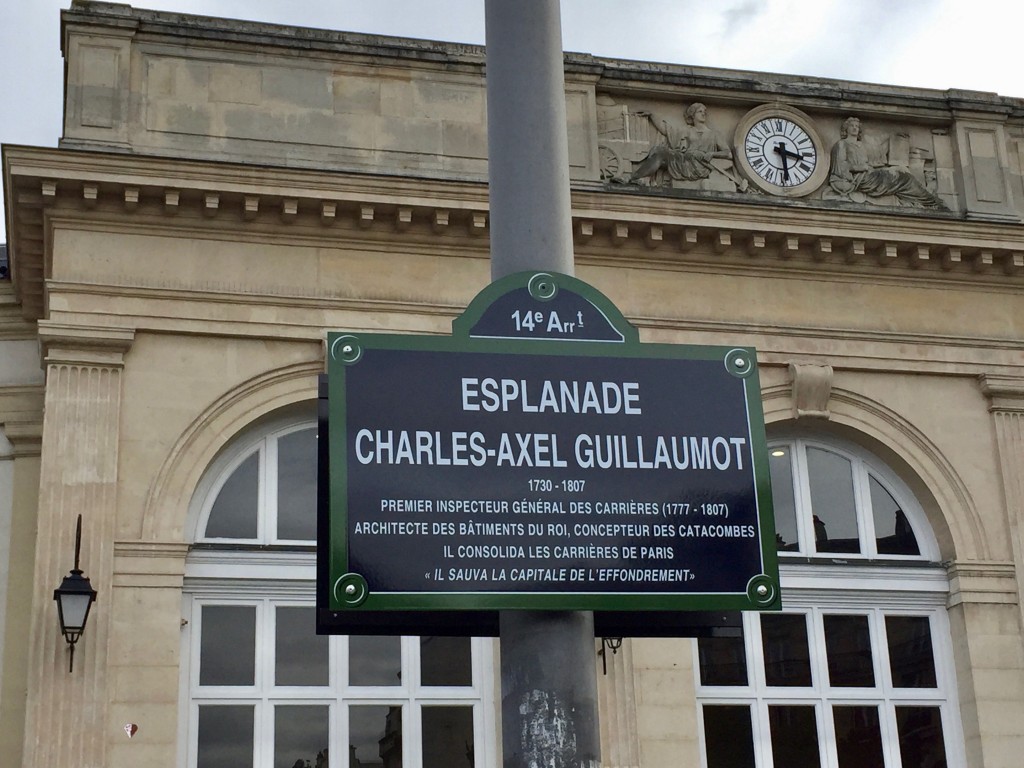 14e Arrt
ESPLANADE
CHARLES-AXEL GUILLAUMOT
1730 - 1807
PREMIER INSPECTEUR GÉNÉRAL DES CARRIÈRES (1777 - 1807)
ARCHITECTE DES BÂTIMENTS DU ROI, CONCEPTEUR DES CATACOMBES
IL CONSOLIDA LES CARRIÈRES DE PARIS
« IL SAUVA LA CAPITALE DE L'EFFONDREMENT»